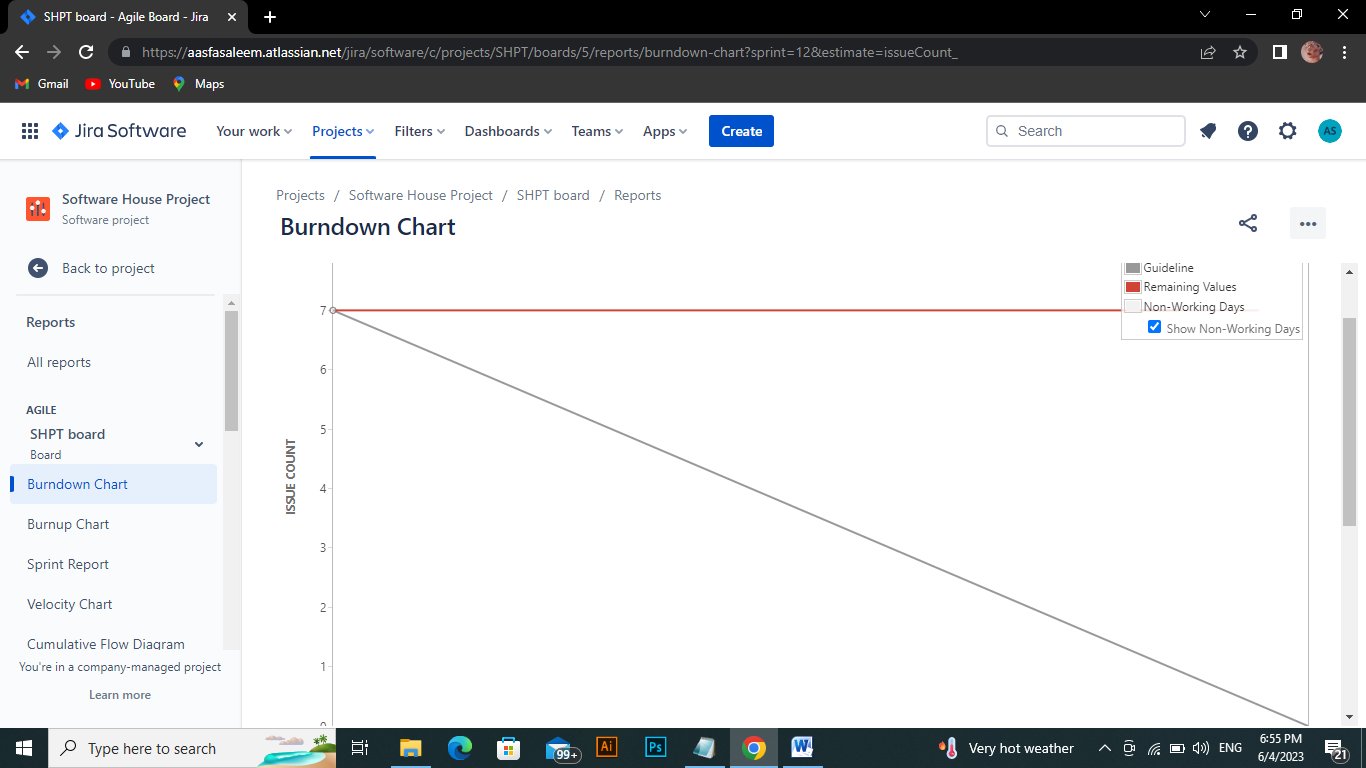 SHPT board - Agile Board - Jira
https://aasfasaleem.atlassian.net/jira/software/c/projects/SHPT/boards/5/reports/burndown-chart?sprint=12&estimate=issueCount_
Gmail YouTube Maps
Jira Software Your work Projects Filters Dashboards Teams Apps Create Search AS
Software House Project
Software project
Back to project
Reports
All reports
AGILE
SHPT board
Board
Burndown Chart
Burnup Chart
Sprint Report
Velocity Chart
Cumulative Flow Diagram
You're in a company-managed project
Learn more
Projects / Software House Project / SHPT board / Reports
Burndown Chart
Guideline
Remaining Values
Non-Working Days
Show Non-Working Days
ISSUE COUNT
7
6
5
4
3
2
1
0
Type here to search
99+
Ai
Ps
W
Very hot weather
ENG
6:55 PM
6/4/2023
21